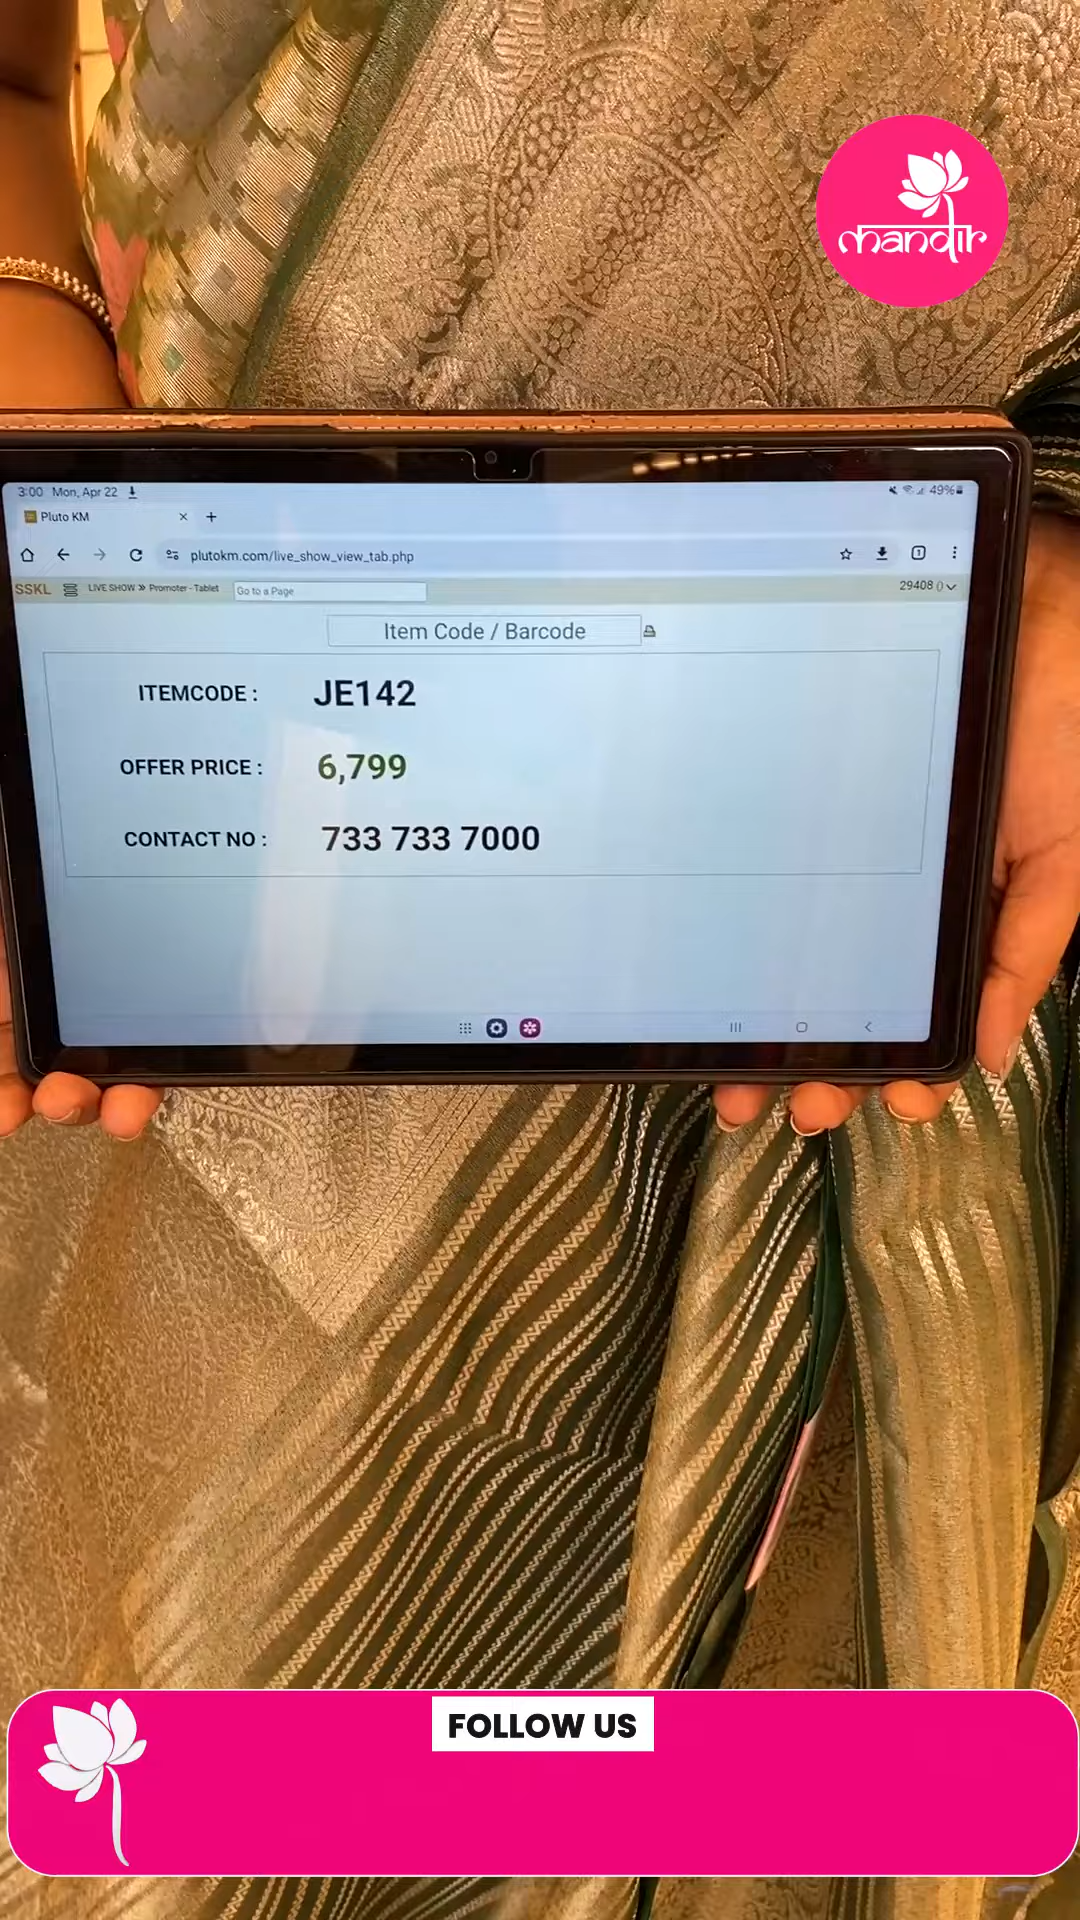 mandir
3:00 Mon, Apr 22
49%
Pluto KM
plutokm.com/live_show_view_tab.php
1
SSKL LIVE SHOW » Promoter - Tablet Go to a Page 29408 ()
Item Code / Barcode
ITEMCODE : JE142
OFFER PRICE : 6,799
CONTACT NO : 733 733 7000
FOLLOW US